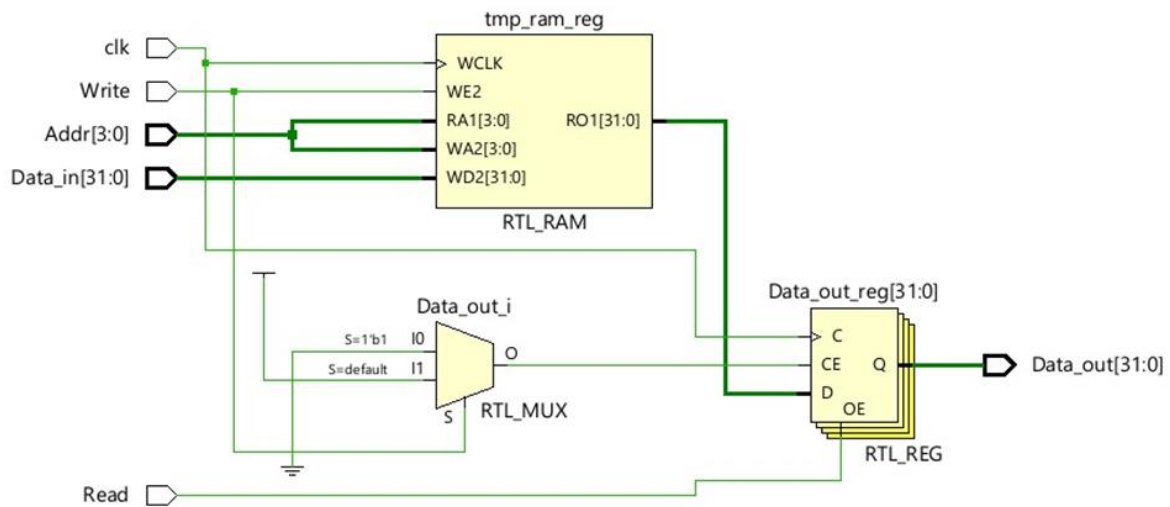 tmp_ram_reg
clk
WCLK
Write
WE2
Addr[3:0]
RA1[3:0]
RO1[31:0]
WA2[3:0]
Data_in[31:0]
WD2[31:0]
RTL_RAM
Data_out_reg[31:0]
Data_out_i
S=1'b1
I0
C
S=default
I1
O
CE
Q
Data_out[31:0]
D
S
RTL_MUX
OE
RTL_REG
Read